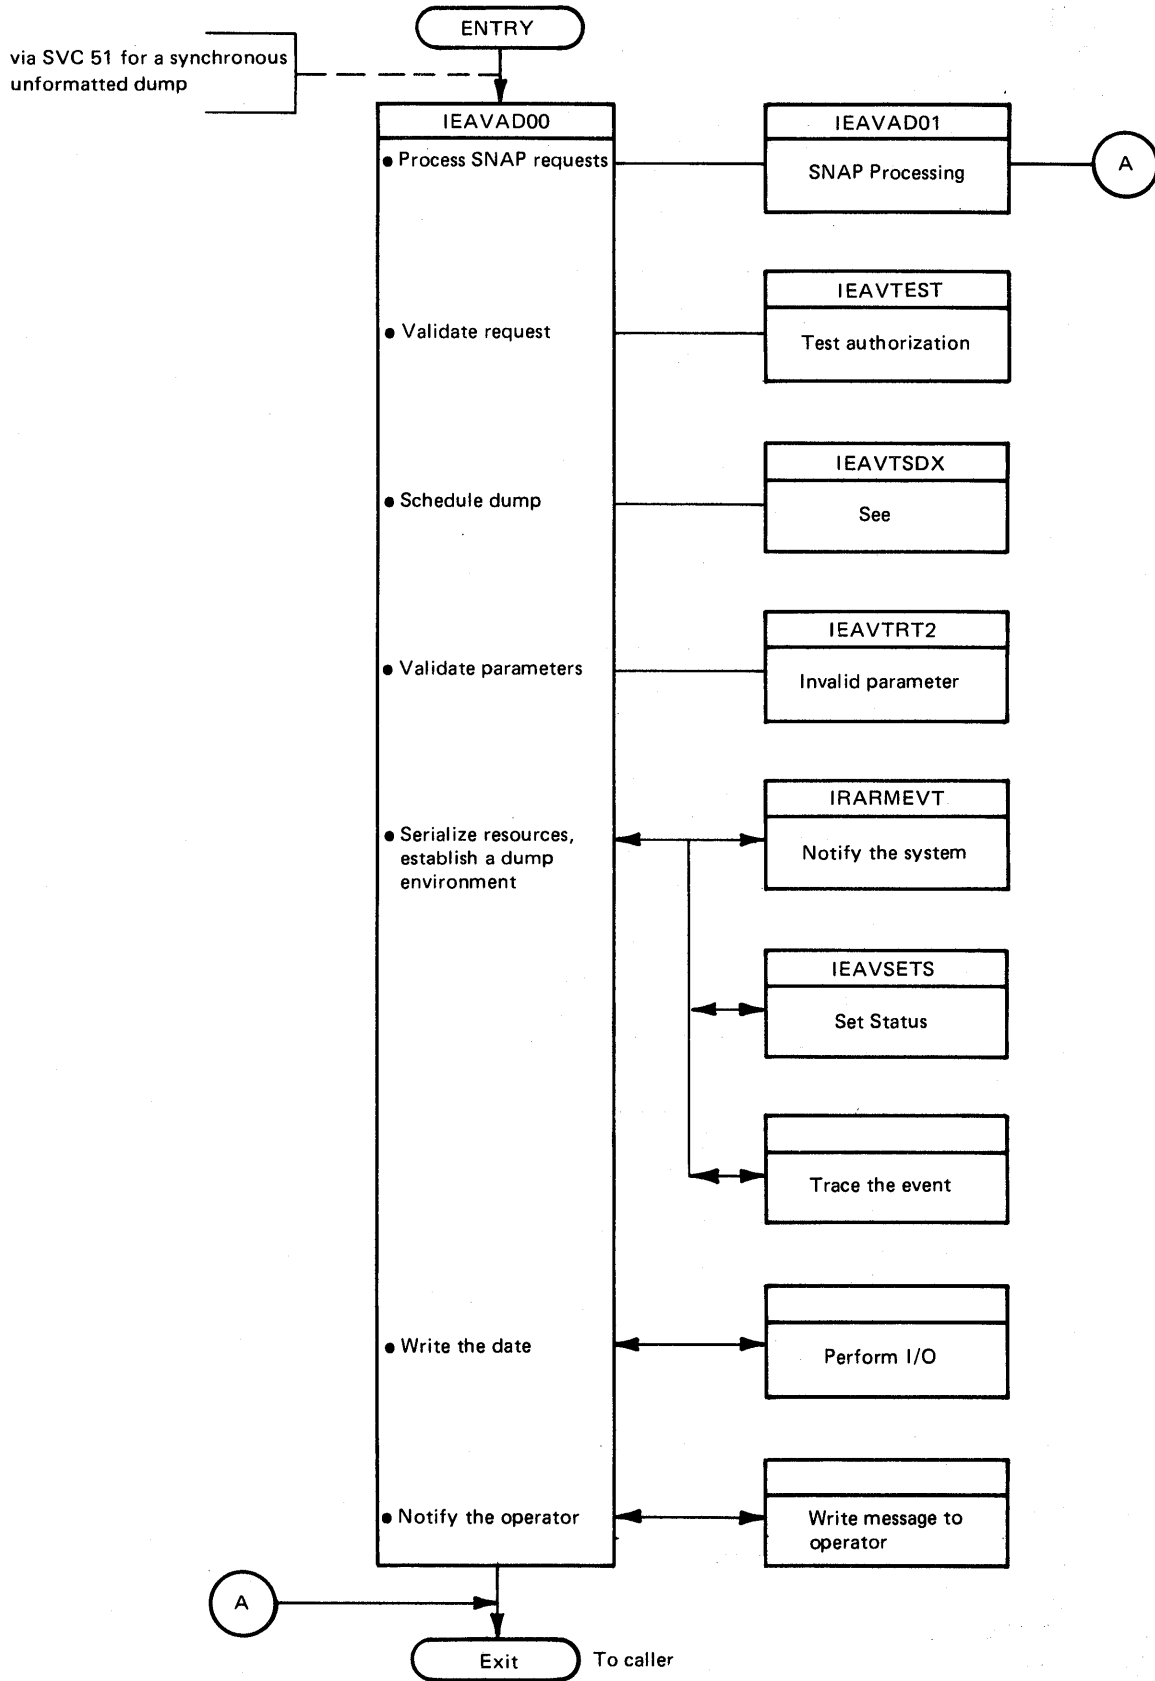 ENTRY
via SVC 51 for a synchronous
unformatted dump
IEAVAD00
• Process SNAP requests
IEAVAD01
SNAP Processing
A
• Validate request
IEAVTEST
Test authorization
• Schedule dump
IEAVTSDX
See
• Validate parameters
IEAVTRT2
Invalid parameter
• Serialize resources,
establish a dump
environment
IRARMEVT
Notify the system
IEAVSETS
Set Status
Trace the event
• Write the date
Perform I/O
• Notify the operator
Write message to
operator
A
Exit
To caller